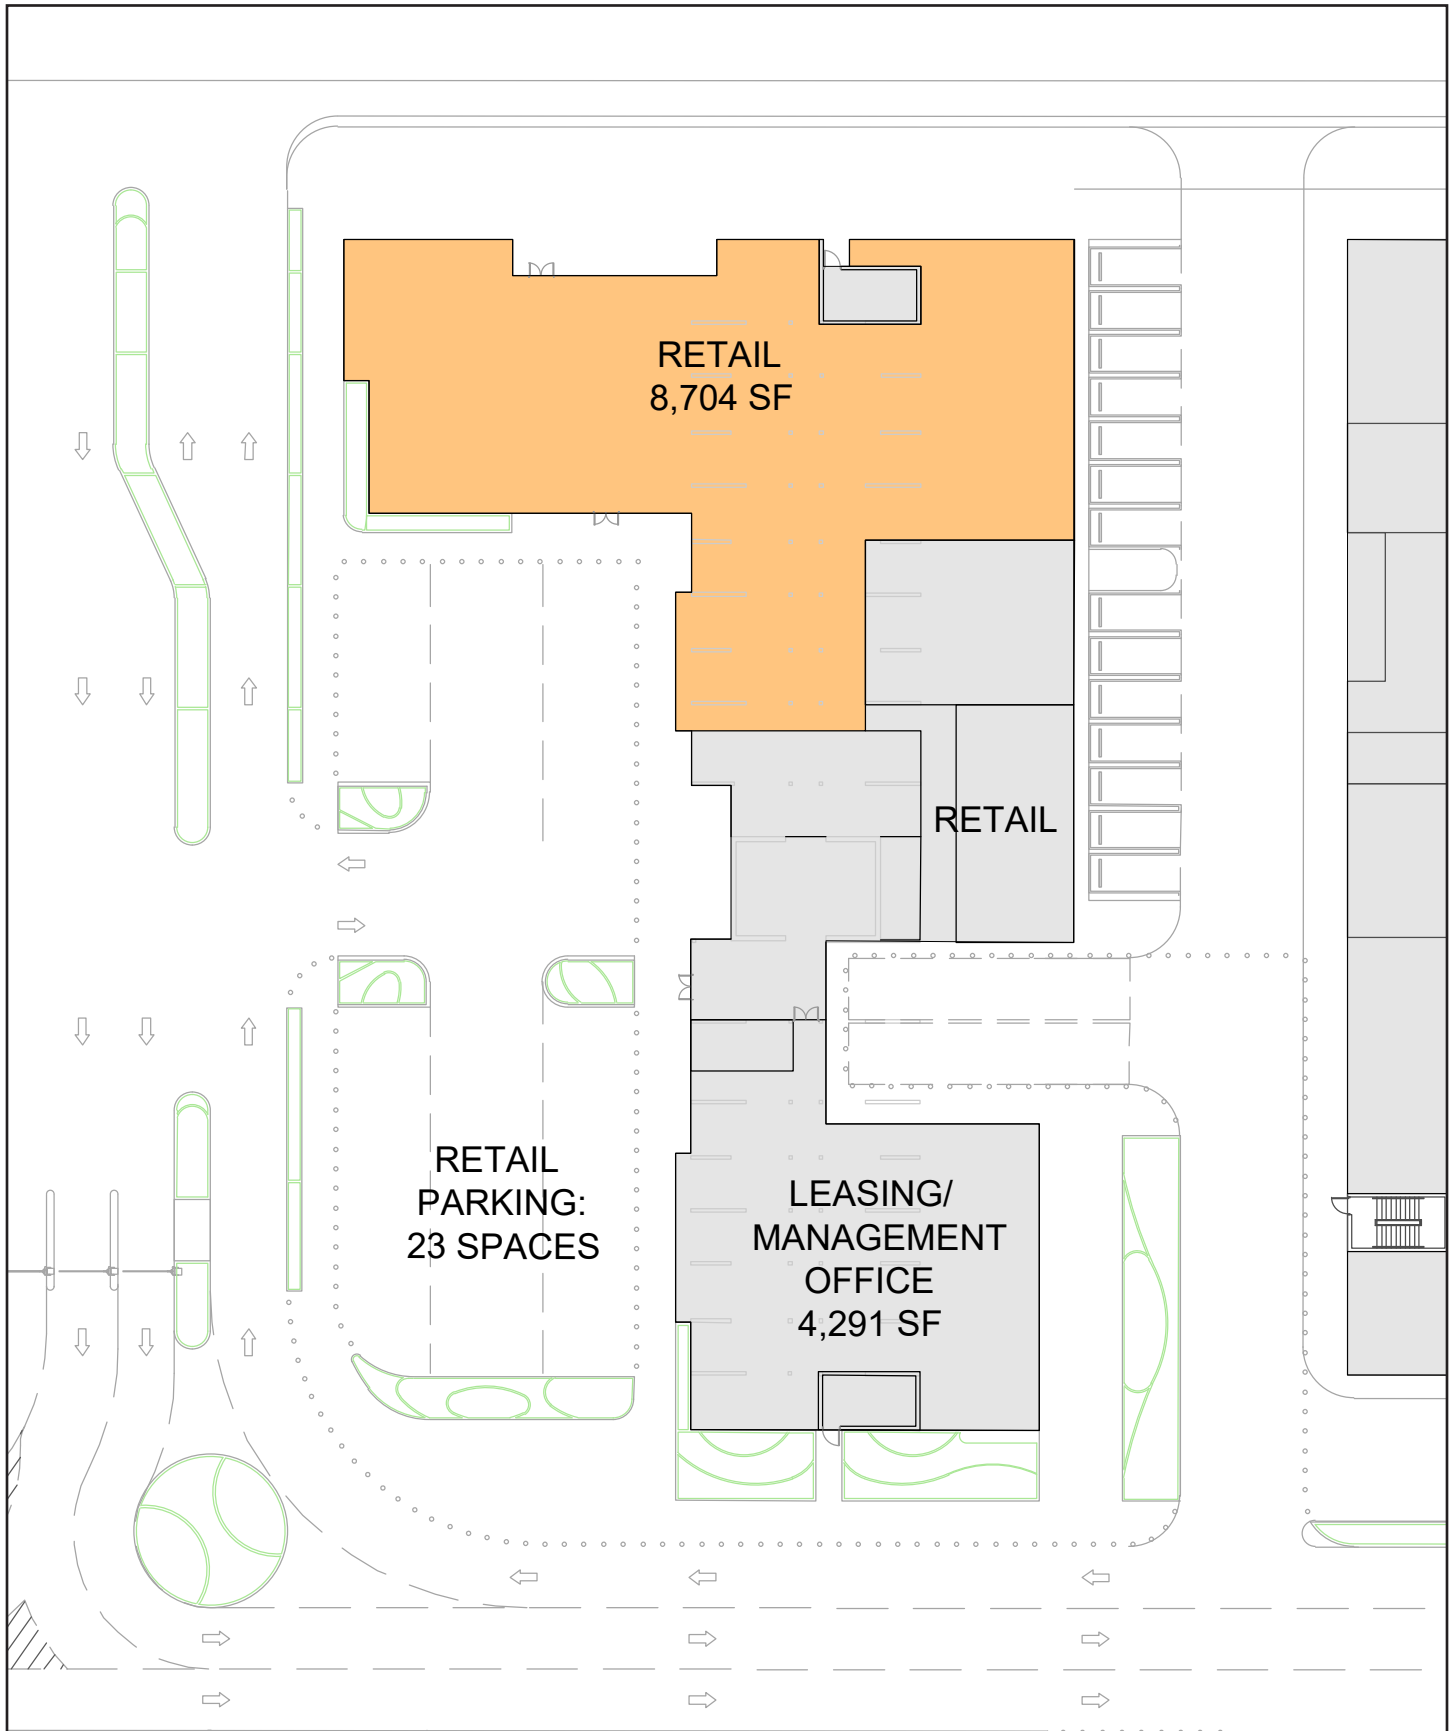 RETAIL
8,704 SF
RETAIL
RETAIL
PARKING:
23 SPACES
LEASING/
MANAGEMENT
OFFICE
4,291 SF